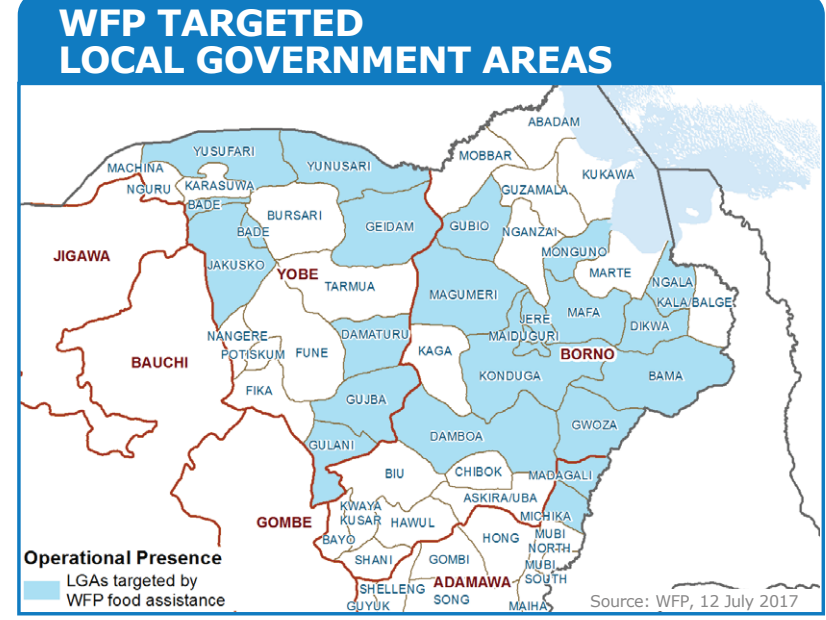 WFP TARGETED
LOCAL GOVERNMENT AREAS
ABADAM
YUSUFARI
MOBBAR
YUNUSARI
MACHINA
KUKAWA
NGURU
KARASUWA
GUZAMALA
BADE
BURSARI
GEIDAM
GUBIO
NGANZAI
BADE
MONGUNO
JIGAWA
JAKUSKO
YOBE
MARTE
NGALA
TARMUA
MAGUMERI
KALA/BALGE
MAFA
JERE
DIKWA
NANGERE
DAMATURU
MAIDUGURI
POTISKUM
FUNE
KAGA
BORNO
BAUCHI
KONDUGA
BAMA
FIKA
GUJBA
GWOZA
DAMBOA
GULANI
BIU
CHIBOK
MADAGALI
ASKIRA/UBA
KWAYA
KUSAR
MICHIKA
GOMBE
HAWUL
BAYO
HONG
MUBI
NORTH
SHANI
GOMBI
MUBI
SOUTH
ADAMAWA
SHELLENG
SONG
GUYUK
MAIHA
Operational Presence
LGAs targeted by
WFP food assistance
Source: WFP, 12 July 2017